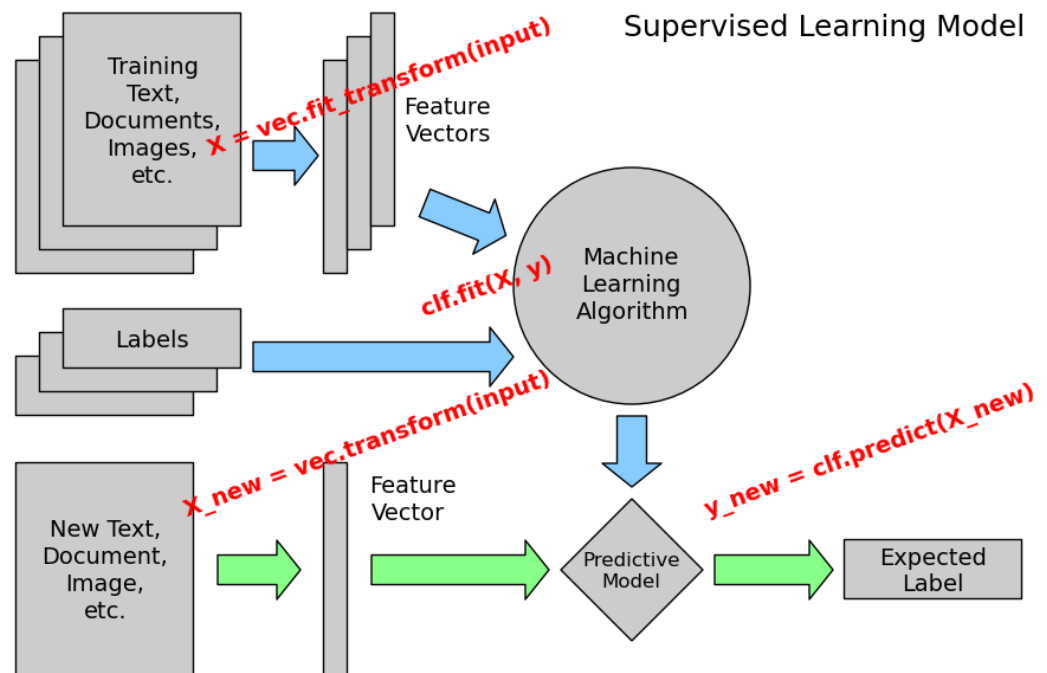 Supervised Learning Model
Training
Text,
Documents,
Images,
etc.
X = vec.fit_transform(input)
Feature
Vectors
Machine
Learning
Algorithm
clf.fit(X, y)
Labels
X_new = vec.transform(input)
New Text,
Document,
Image,
etc.
Feature
Vector
Predictive
Model
y_new = clf.predict(X_new)
Expected
Label